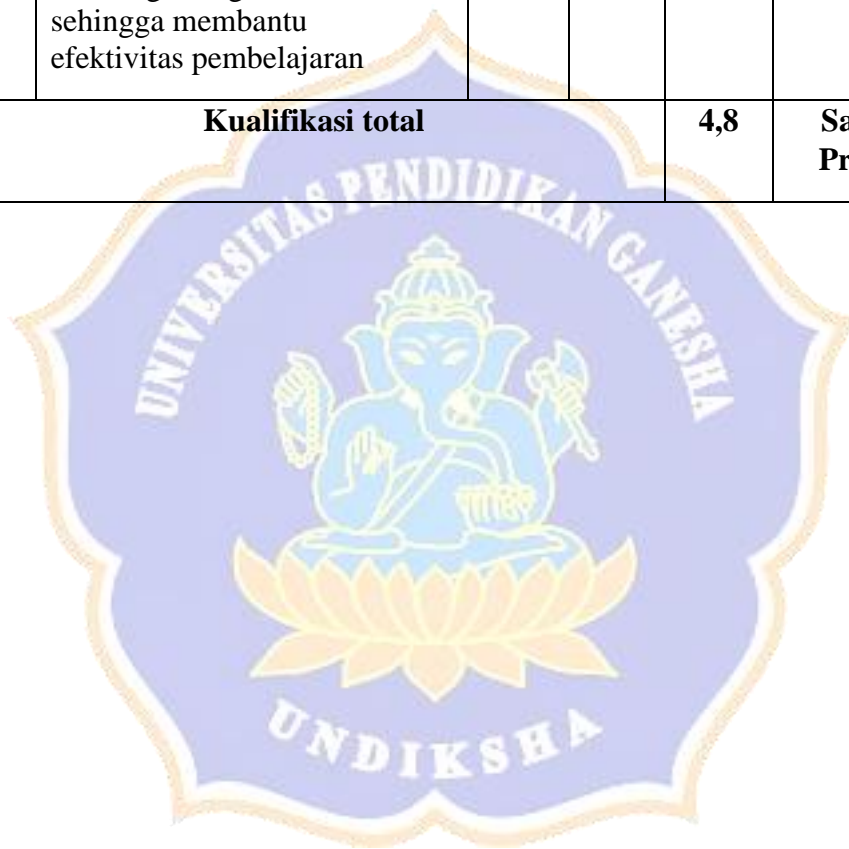 sehingga membantu
efektivitas pembelajaran
Kualifikasi total 4,8
UNIVERSITAS PENDIDIKAN GANESHA
UNDIKSHA